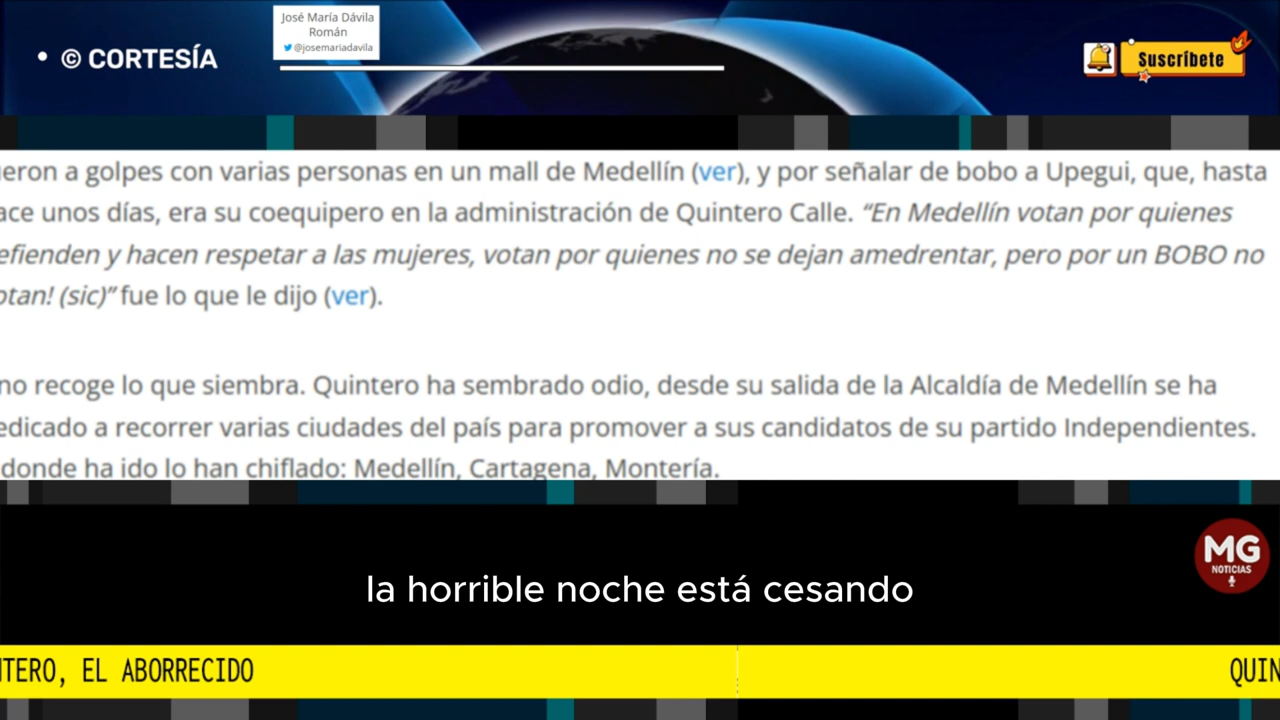 José María Dávila
Román
@josemariadavila
• © CORTESÍA
Suscríbete
eron a golpes con varias personas en un mall de Medellín (ver), y por señalar de bobo a Upegui, que, hasta
ace unos días, era su coequipero en la administración de Quintero Calle. “En Medellín votan por quienes
efienden y hacen respetar a las mujeres, votan por quienes no se dejan amedrentar, pero por un BOBO no
otan! (sic)” fue lo que le dijo (ver).
no recoge lo que siembra. Quintero ha sembrado odio, desde su salida de la Alcaldía de Medellín se ha
edicado a recorrer varias ciudades del país para promover a sus candidatos de su partido Independientes.
donde ha ido lo han chiflado: Medellín, Cartagena, Montería.
MG
NOTICIAS
la horrible noche está cesando
NTERO, EL ABORRECIDO QUIN